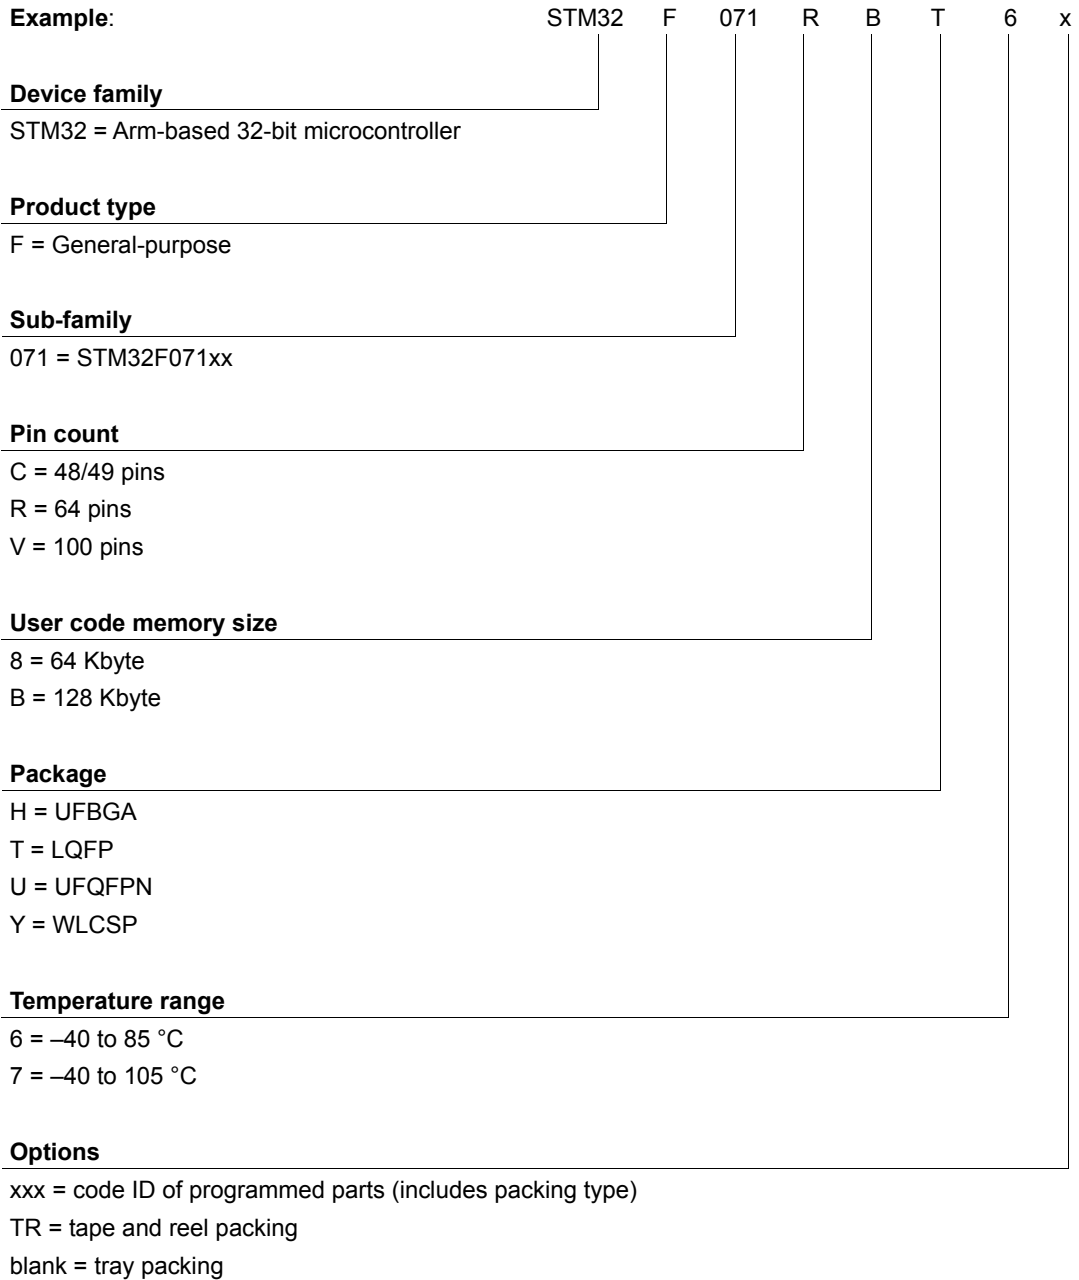 Example: STM32 F 071 R B T 6 x
Device family
STM32 = Arm-based 32-bit microcontroller
Product type
F = General-purpose
Sub-family
071 = STM32F071xx
Pin count
C = 48/49 pins
R = 64 pins
V = 100 pins
User code memory size
8 = 64 Kbyte
B = 128 Kbyte
Package
H = UFBGA
T = LQFP
U = UFQFPN
Y = WLCSP
Temperature range
6 = –40 to 85 °C
7 = –40 to 105 °C
Options
xxx = code ID of programmed parts (includes packing type)
TR = tape and reel packing
blank = tray packing